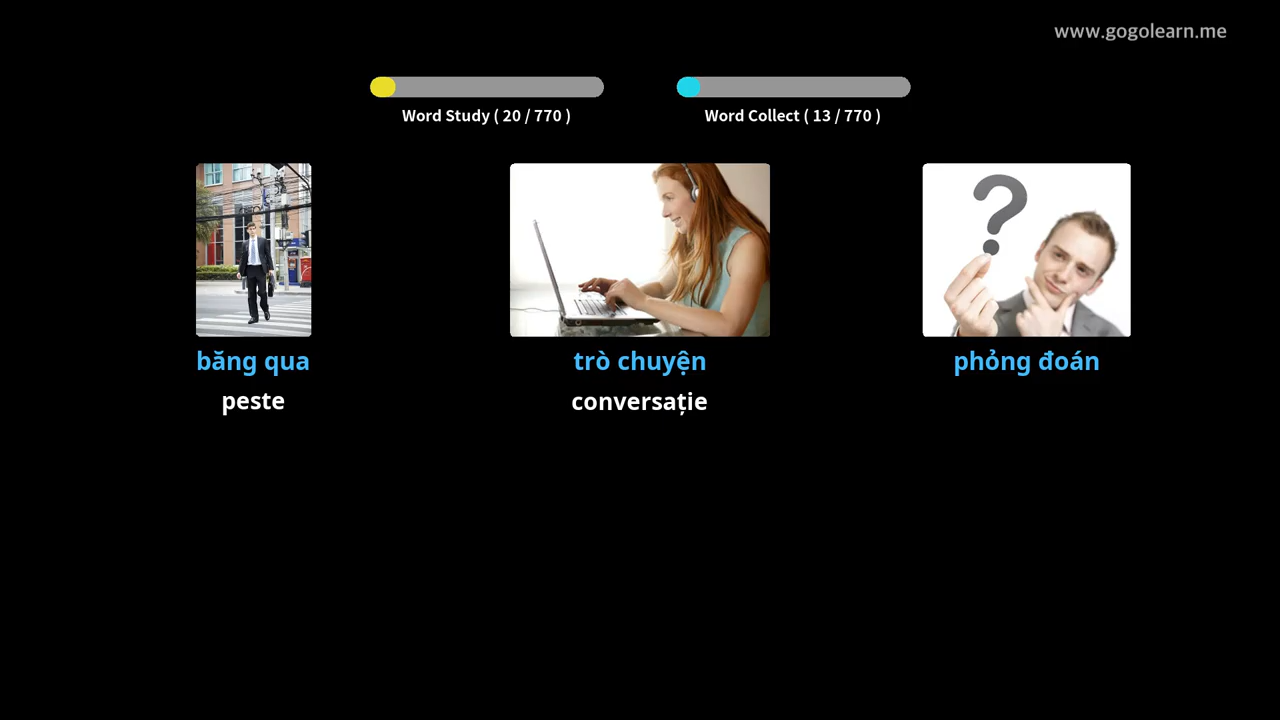 www.gogolearn.me
Word Study ( 20 / 770 )
Word Collect ( 13 / 770 )
băng qua
peste
trò chuyện
conversație
phỏng đoán